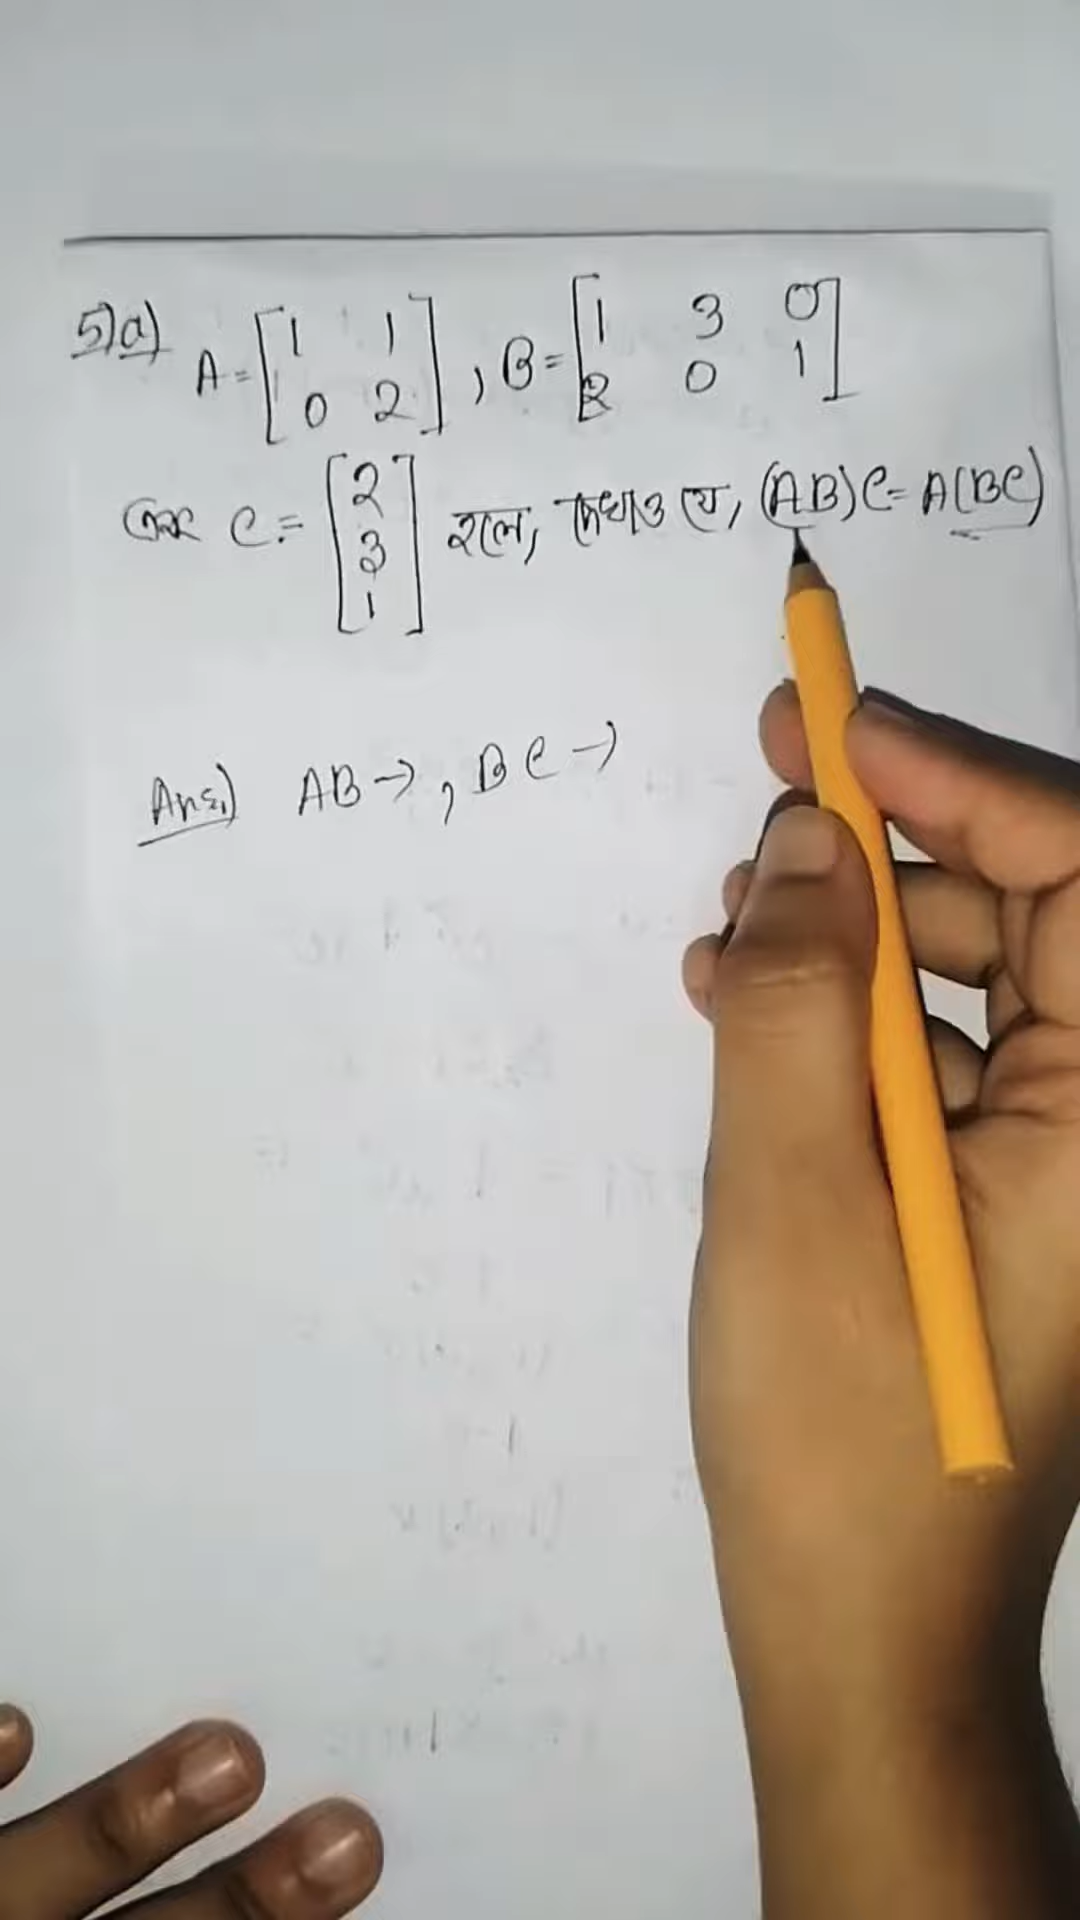 5)a) A = [1 1
0 2] , B = [1 3 0
2 0 1]
এবং C = [2
3
1] হলে, দেখাও যে, (AB)C = A(BC)
Ans,) AB → , BC →